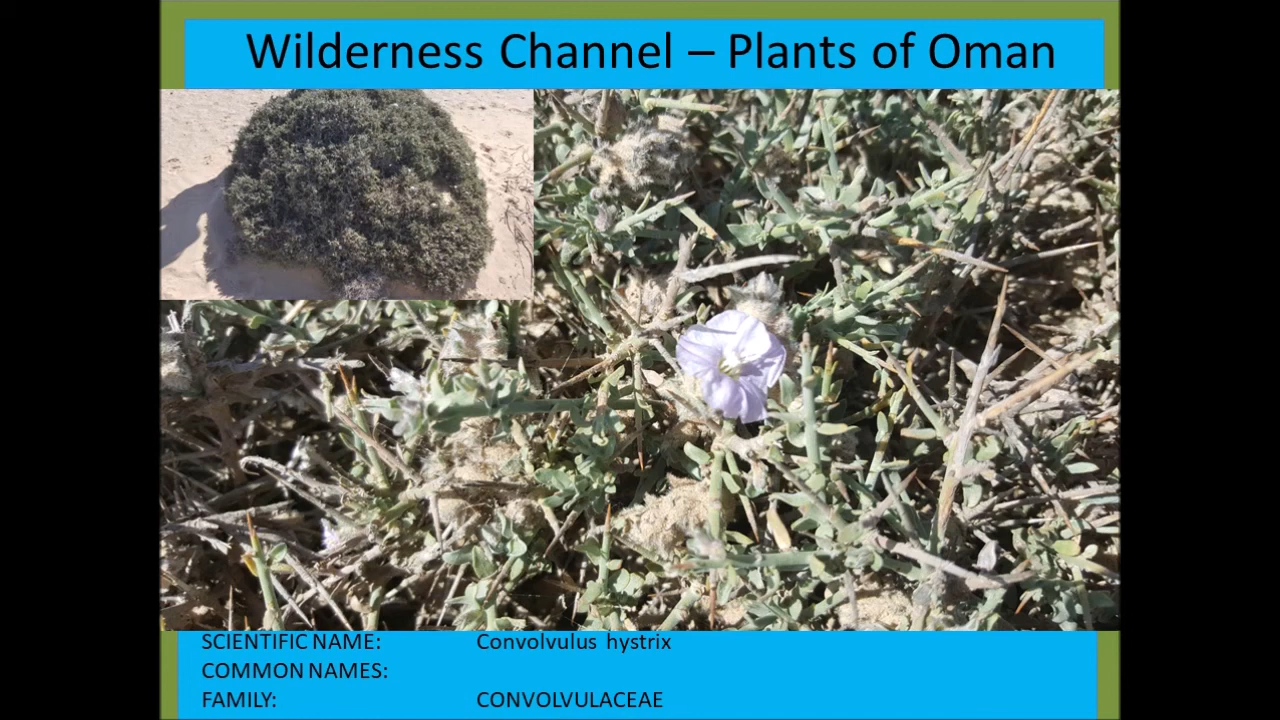 Wilderness Channel – Plants of Oman
SCIENTIFIC NAME: Convolvulus hystrix
COMMON NAMES:
FAMILY: CONVOLVULACEAE